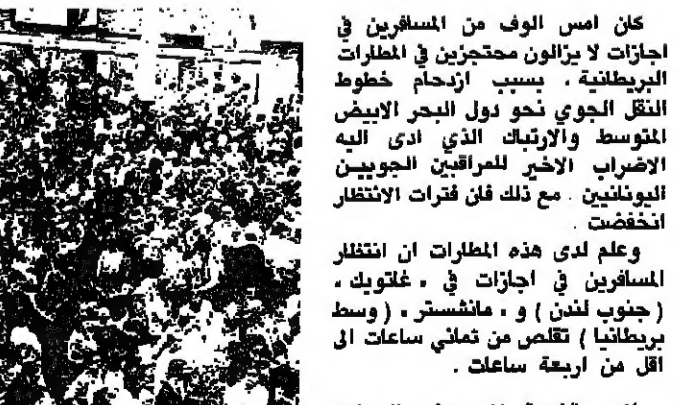 كان امس الوف من المسافرين في
اجازات لا يزالون محتجزين في المطارات
البريطانية ، بسبب ازدحام خطوط
النقل الجوي نحو دول البحر الابيض
المتوسط والارتباك الذي ادى اليه
الاضراب الاخير للمراقبين الجويين
اليونانيين . مع ذلك فان فترات الانتظار
انخفضت .
وعلم لدى هذه المطارات ان انتظار
المسافرين في اجازات في « غاتويك »
( جنوب لندن ) و « مانشستر » ( وسط
بريطانيا ) تقلص من ثماني ساعات الى
اقل من اربعة ساعات .